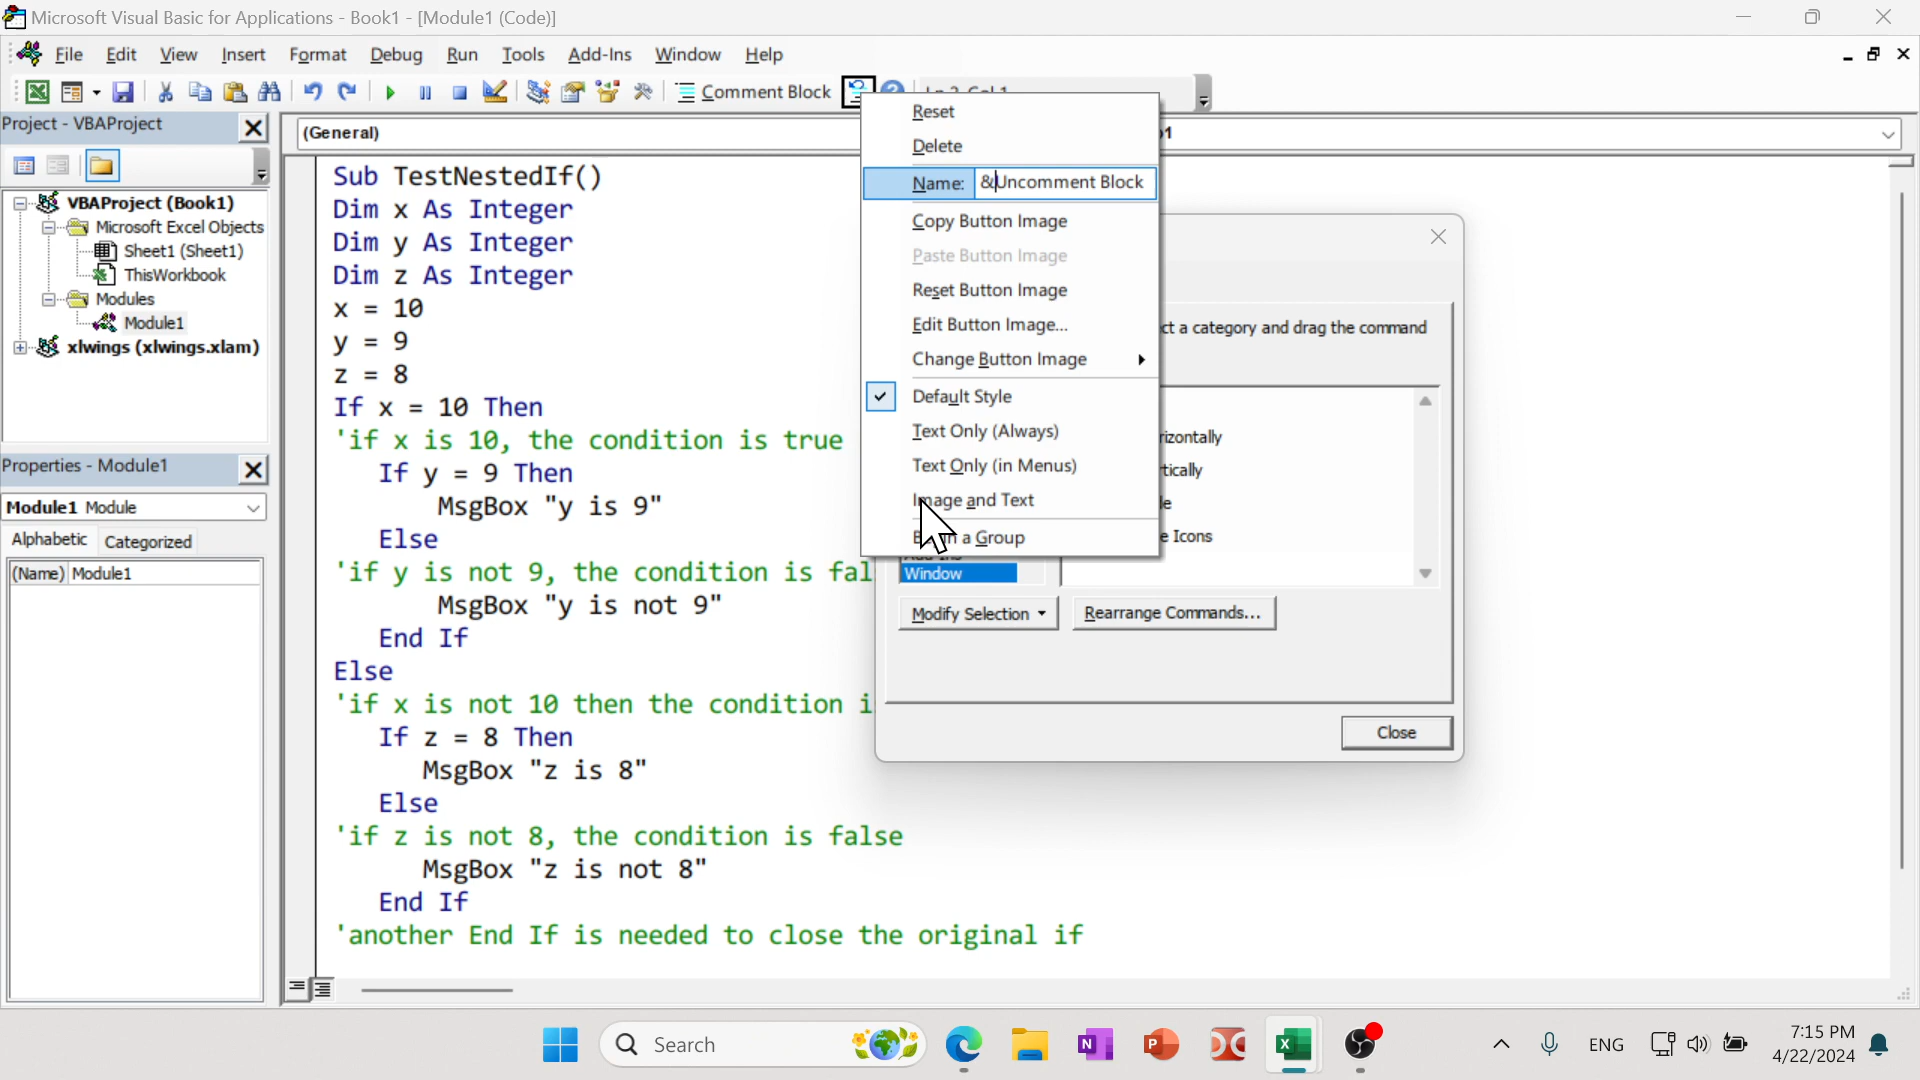 Microsoft Visual Basic for Applications - Book1 - [Module1 (Code)]
File Edit View Insert Format Debug Run Tools Add-Ins Window Help
Comment Block
Project - VBAProject
VBAProject (Book1)
Microsoft Excel Objects
Sheet1 (Sheet1)
ThisWorkbook
Modules
Module1
xlwings (xlwings.xlam)
Properties - Module1
Module1 Module
Alphabetic Categorized
(Name) Module1
(General)
Sub TestNestedIf()
Dim x As Integer
Dim y As Integer
Dim z As Integer
x = 10
y = 9
z = 8
If x = 10 Then
'if x is 10, the condition is true
If y = 9 Then
MsgBox "y is 9"
Else
'if y is not 9, the condition is fal
MsgBox "y is not 9"
End If
Else
'if x is not 10 then the condition i
If z = 8 Then
MsgBox "z is 8"
Else
'if z is not 8, the condition is false
MsgBox "z is not 8"
End If
'another End If is needed to close the original if
Reset
Delete
Name: &Uncomment Block
Copy Button Image
Paste Button Image
Reset Button Image
Edit Button Image...
Change Button Image
Default Style
Text Only (Always)
Text Only (in Menus)
Image and Text
a Group
ct a category and drag the command
rizontally
tically
le
e Icons
Window
Modify Selection Rearrange Commands...
Close
Search
ENG
7:15 PM
4/22/2024